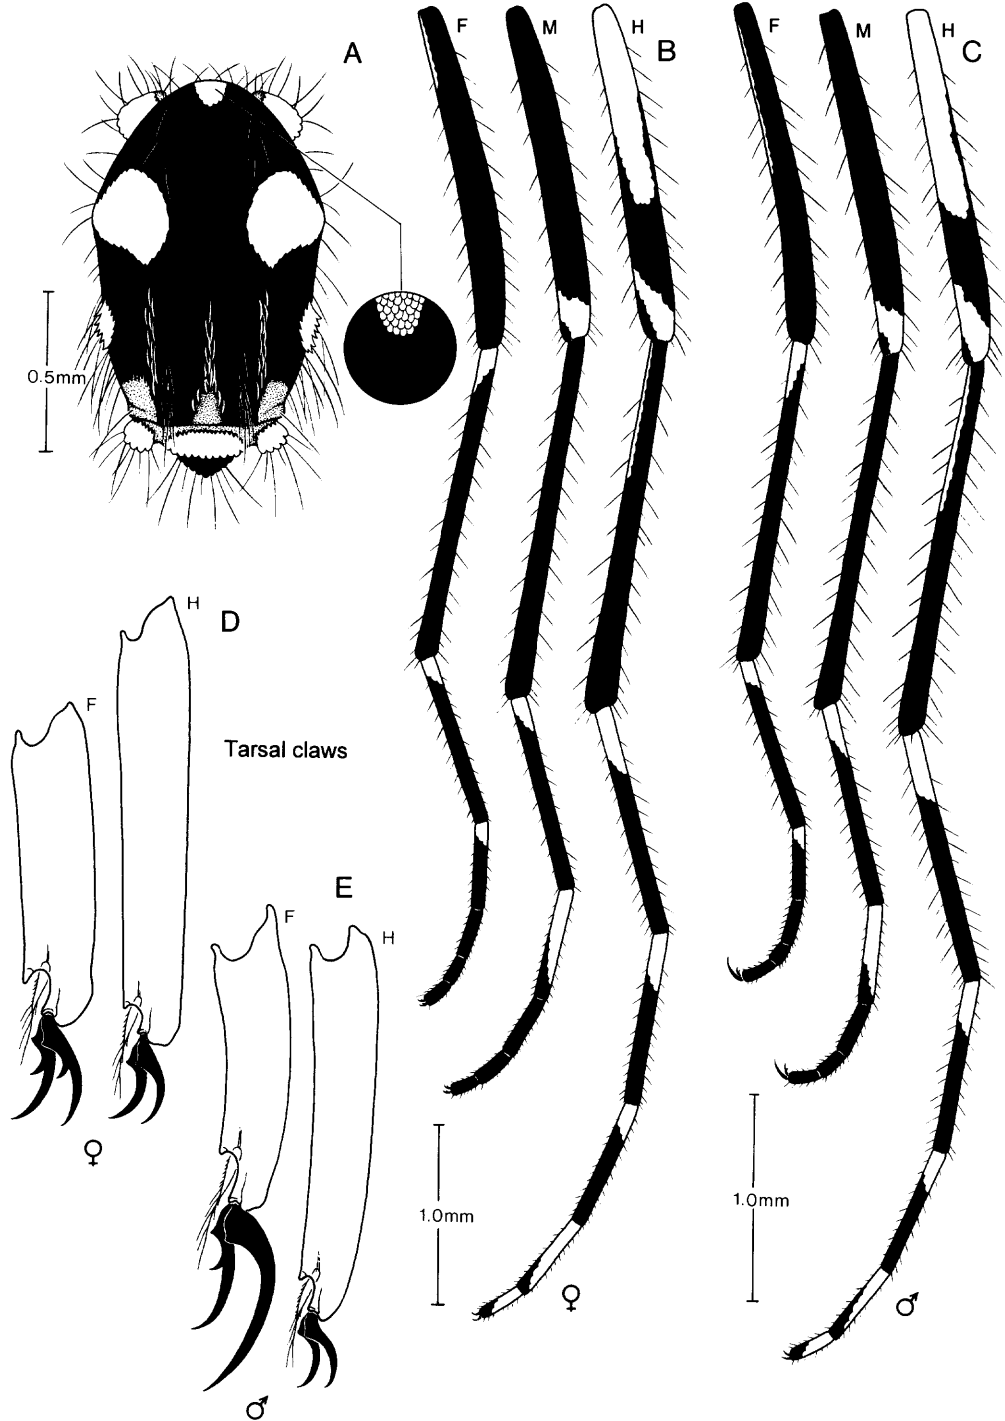 A
F M H B
F M H C
0.5mm
H D
F
Tarsal claws
E
F
H
♀
1.0mm
♀
1.0mm
♂
♂